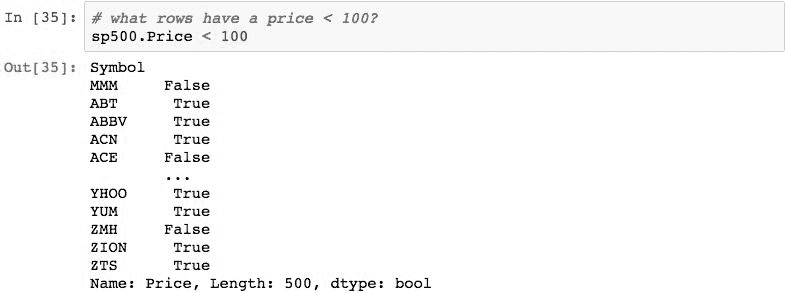 In [35]: # what rows have a price < 100?
sp500.Price < 100
Out[35]: Symbol
MMM     False
ABT      True
ABBV     True
ACN      True
ACE     False
        ...
YHOO     True
YUM      True
ZMH     False
ZION     True
ZTS      True
Name: Price, Length: 500, dtype: bool